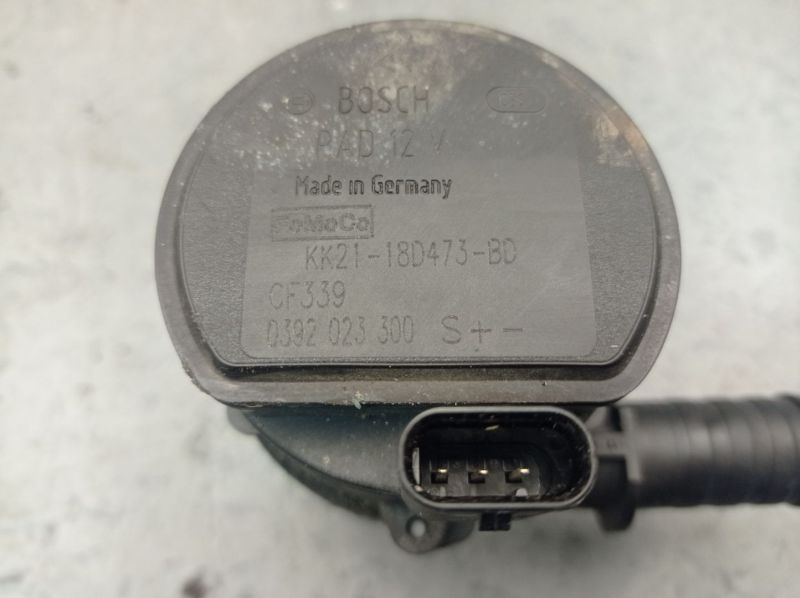 BOSCH
PAD 12 V
Made in Germany
FoMoCo
KK21-18D473-BD
CF339
0392 023 300 S + -